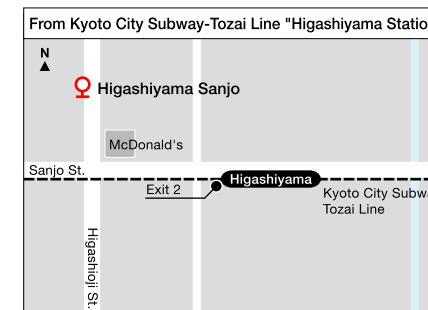 From Kyoto City Subway-Tozai Line "Higashiyama Statio
N
Higashiyama Sanjo
McDonald's
Sanjo St.
Higashiyama
Exit 2
Kyoto City Subw
Tozai Line
Higashioji St.